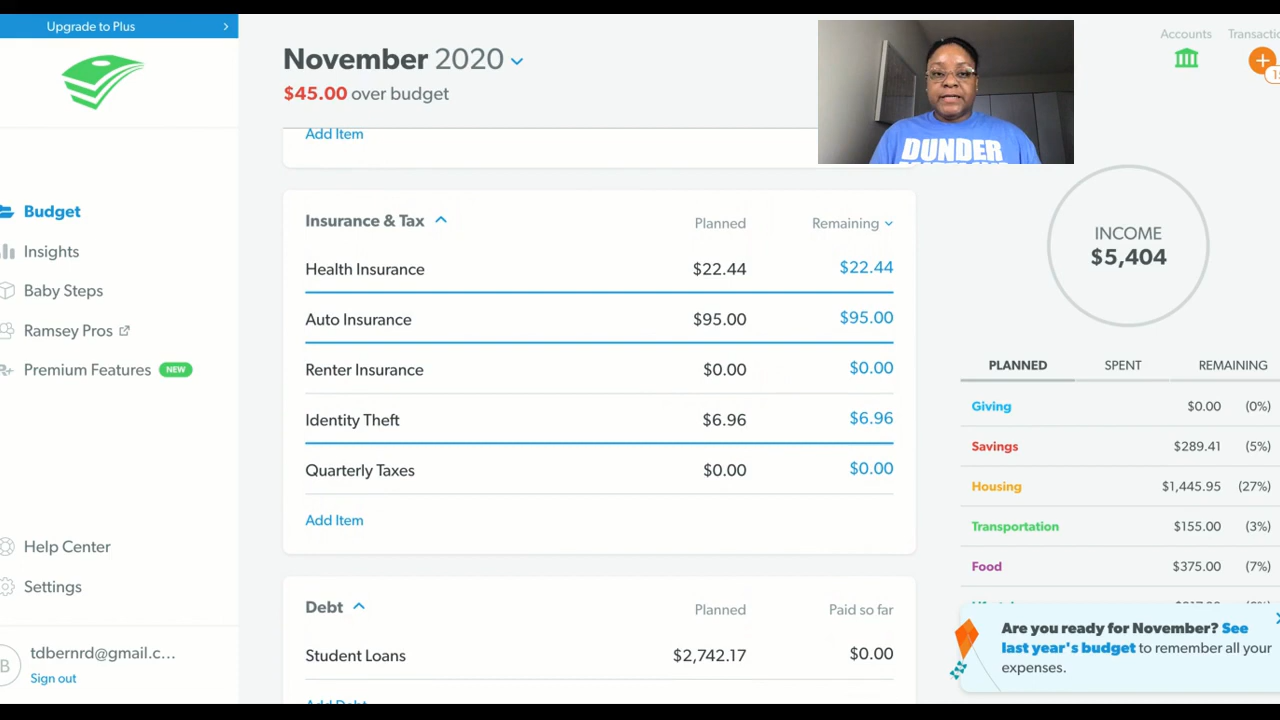 Upgrade to Plus
November 2020
$45.00 over budget
Accounts
Add Item
DUNDER
Budget
Insights
Baby Steps
Ramsey Pros
Premium Features NEW
Help Center
Settings
tdbernrd@gmail.c...
Sign out
Insurance & Tax Planned Remaining
Health Insurance $22.44 $22.44
Auto Insurance $95.00 $95.00
Renter Insurance $0.00 $0.00
Identity Theft $6.96 $6.96
Quarterly Taxes $0.00 $0.00
Add Item
Debt Planned Paid so far
Student Loans $2,742.17 $0.00
Add Debt
INCOME
$5,404
PLANNED SPENT REMAINING
Giving $0.00 (0%)
Savings $289.41 (5%)
Housing $1,445.95 (27%)
Transportation $155.00 (3%)
Food $375.00 (7%)
Are you ready for November? See
last year's budget to remember all your
expenses.